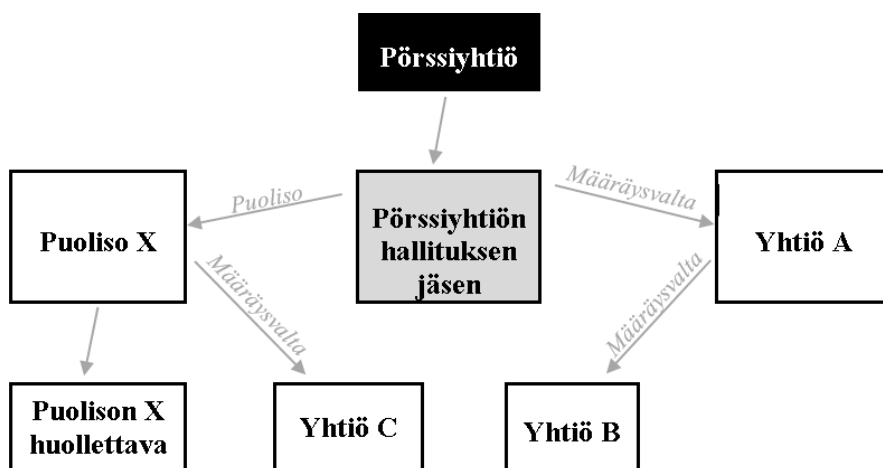 Pörssiyhtiö
Puoliso
Määräysvalta
Puoliso X
Pörssiyhtiön
hallituksen
jäsen
Yhtiö A
Määräysvalta
Määräysvalta
Puolison X
huollettava
Yhtiö C
Yhtiö B